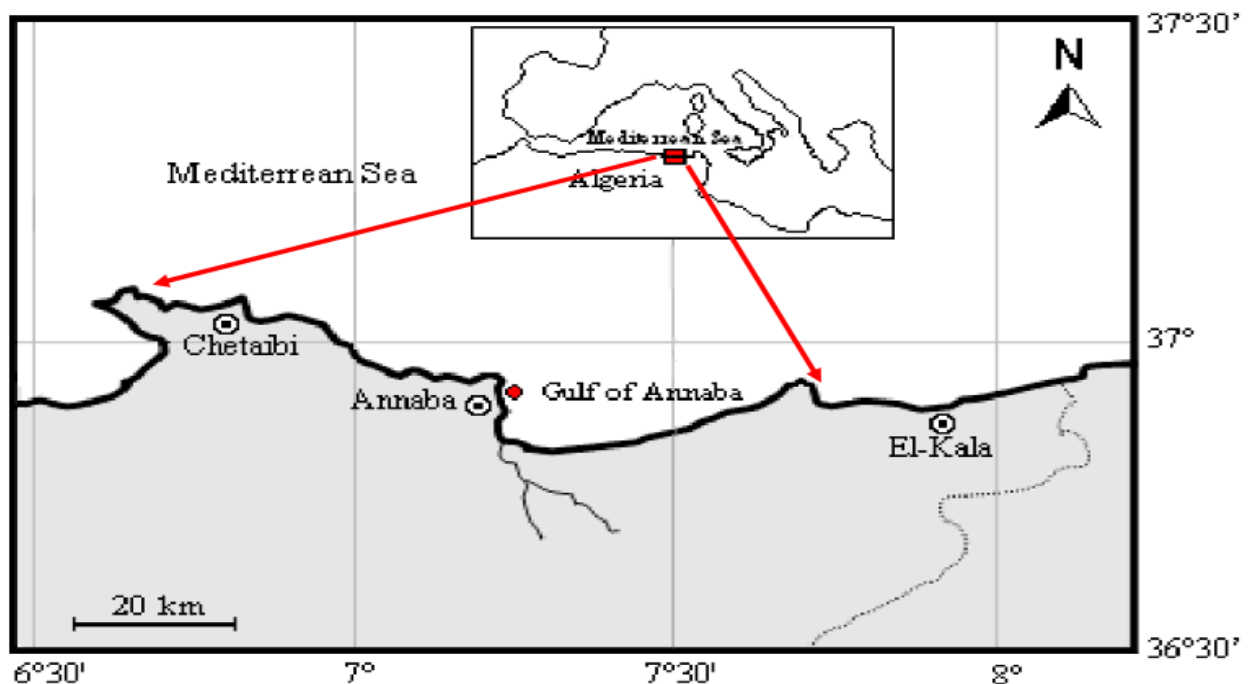 37°30'
N
Mediterrean Sea
Algeria
Mediterrean Sea
Chetaibi
37°
Annaba
Gulf of Annaba
El-Kala
20 km
36°30'
6°30'
7°
7°30'
8°